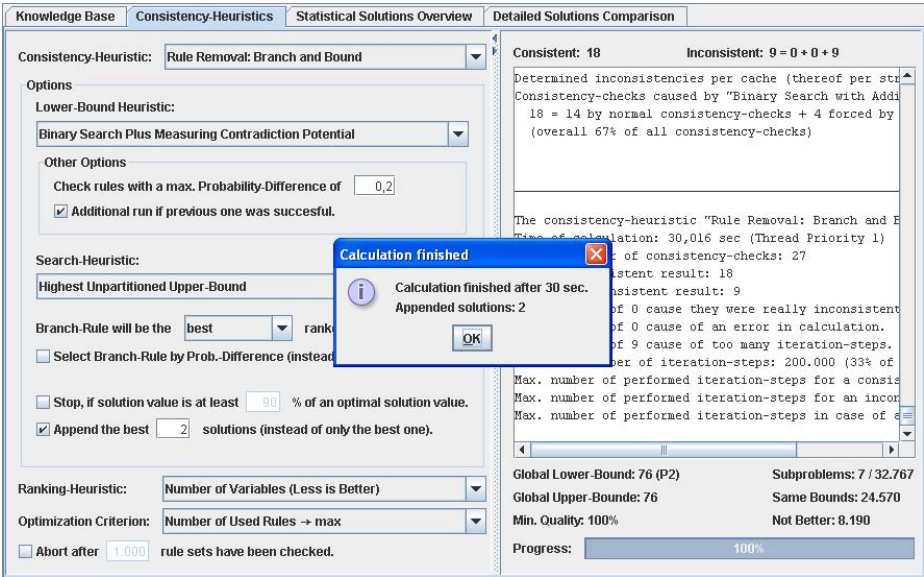 Knowledge Base Consistency-Heuristics Statistical Solutions Overview Detailed Solutions Comparison
Consistency-Heuristic: Rule Removal: Branch and Bound
Options
Lower-Bound Heuristic:
Binary Search Plus Measuring Contradiction Potential
Other Options
Check rules with a max. Probability-Difference of 0,2
Additional run if previous one was succesful.
Search-Heuristic:
Highest Unpartitioned Upper-Bound
Branch-Rule will be the best ranke
Select Branch-Rule by Prob.-Difference (instead
Stop, if solution value is at least 90 % of an optimal solution value.
Append the best 2 solutions (instead of only the best one).
Ranking-Heuristic: Number of Variables (Less is Better)
Optimization Criterion: Number of Used Rules → max
Abort after 1.000 rule sets have been checked.
Calculation finished
Calculation finished after 30 sec.
Appended solutions: 2
OK
Consistent: 18 Inconsistent: 9 = 0 + 0 + 9
Determined inconsistencies per cache (thereof per str
Consistency-checks caused by "Binary Search with Addi
18 = 14 by normal consistency-checks + 4 forced by
(overall 67% of all consistency-checks)
The consistency-heuristic "Rule Removal: Branch and B
Time of calculation: 30,016 sec (Thread Priority 1)
r of consistency-checks: 27
istent result: 18
nsistent result: 9
of 0 cause they were really inconsistent
of 0 cause of an error in calculation.
of 9 cause of too many iteration-steps.
ber of iteration-steps: 200.000 (33% of
Max. number of performed iteration-steps for a consis
Max. number of performed iteration-steps for an incon
Max. number of performed iteration-steps in case of a
Global Lower-Bound: 76 (P2) Subproblems: 7 / 32.767
Global Upper-Bounde: 76 Same Bounds: 24.570
Min. Quality: 100% Not Better: 8.190
Progress: 100%